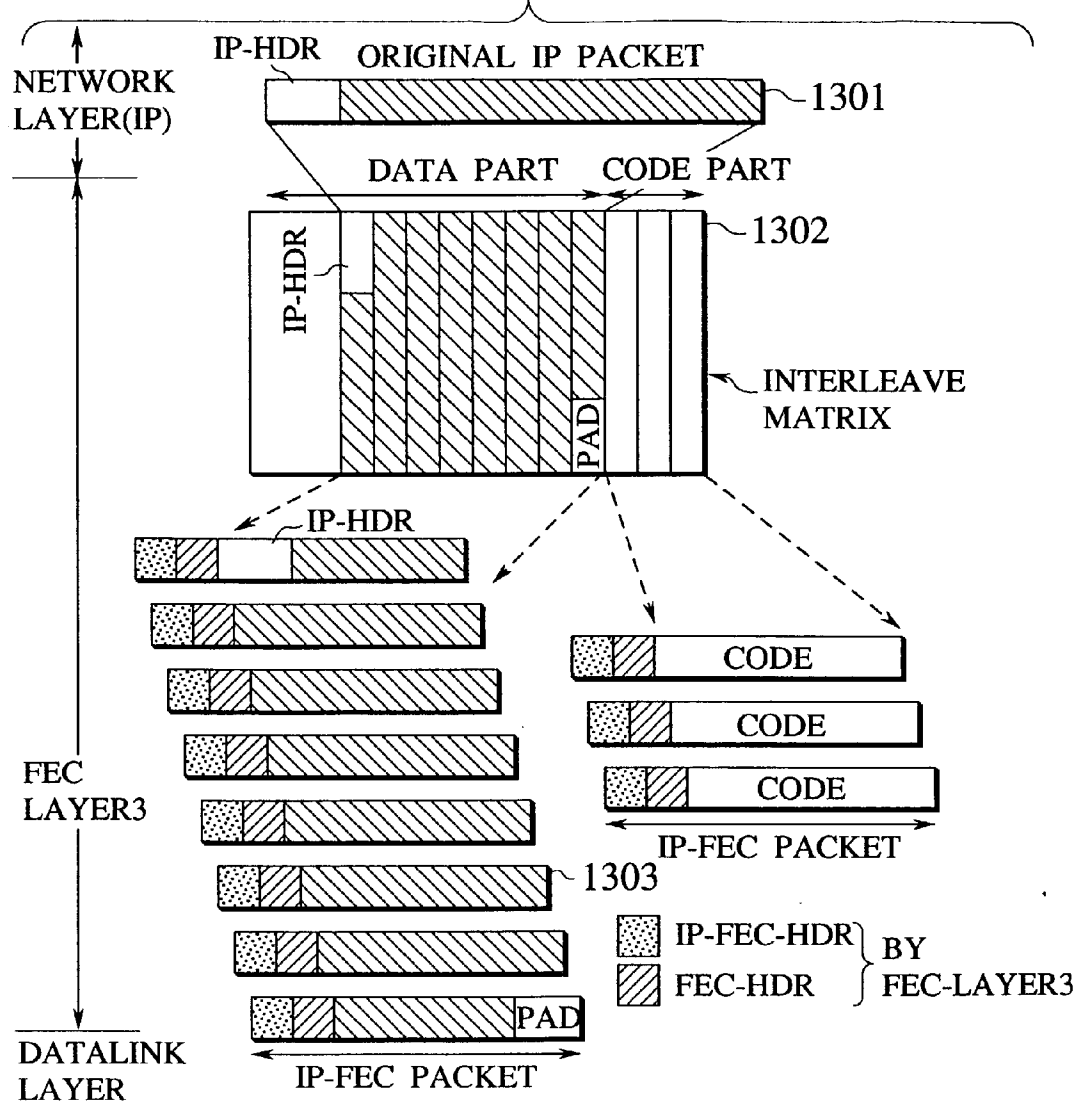 IP-HDR
ORIGINAL IP PACKET
NETWORK
LAYER(IP)
1301
DATA PART
CODE PART
1302
IP-HDR
PAD
INTERLEAVE
MATRIX
IP-HDR
CODE
CODE
CODE
IP-FEC PACKET
FEC
LAYER3
1303
IP-FEC-HDR
FEC-HDR
BY
FEC-LAYER3
PAD
IP-FEC PACKET
DATALINK
LAYER